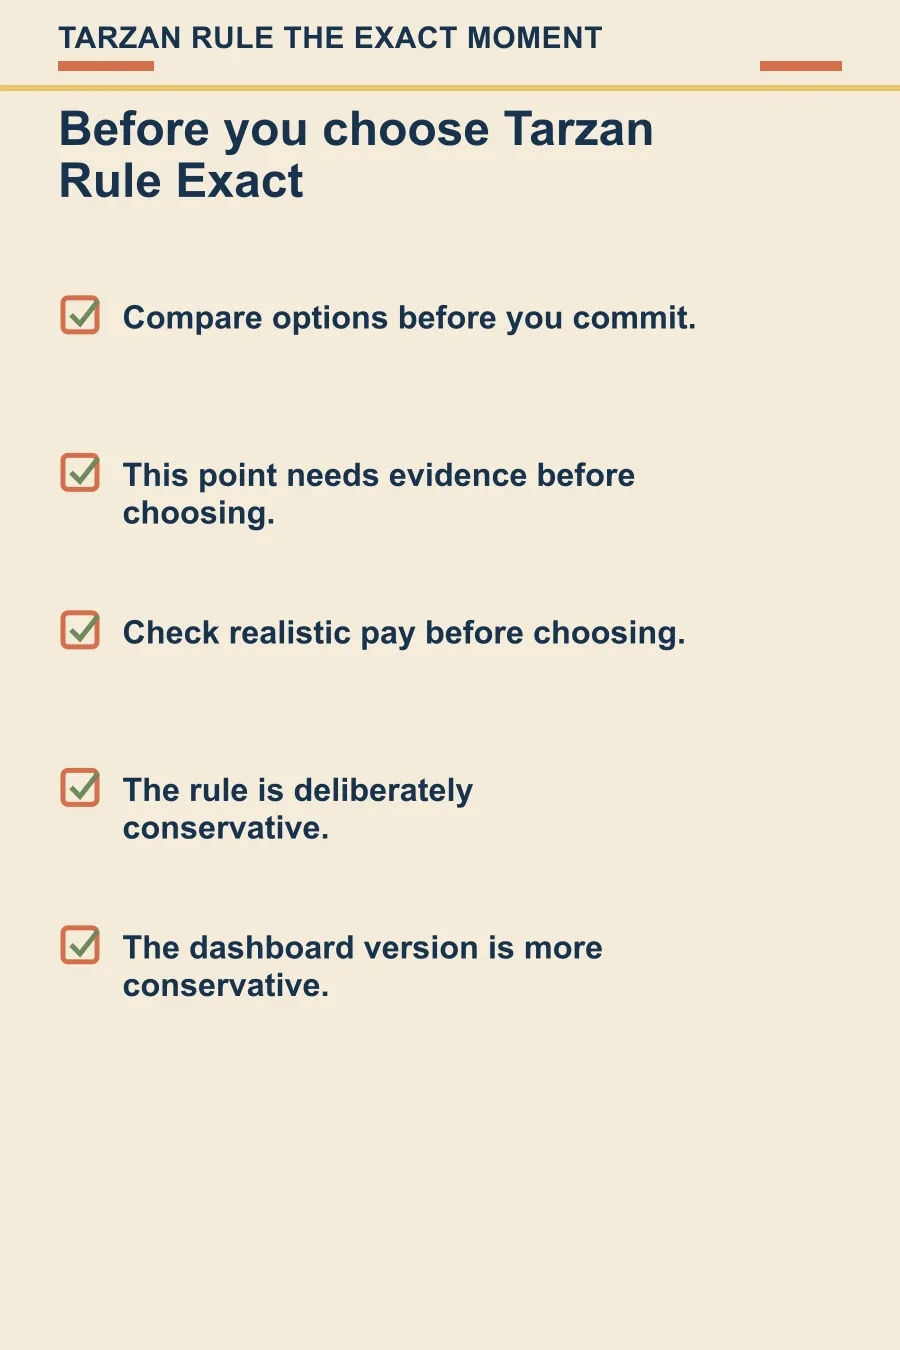 TARZAN RULE THE EXACT MOMENT
Before you choose Tarzan
Rule Exact
Compare options before you commit.
This point needs evidence before
choosing.
Check realistic pay before choosing.
The rule is deliberately
conservative.
The dashboard version is more
conservative.